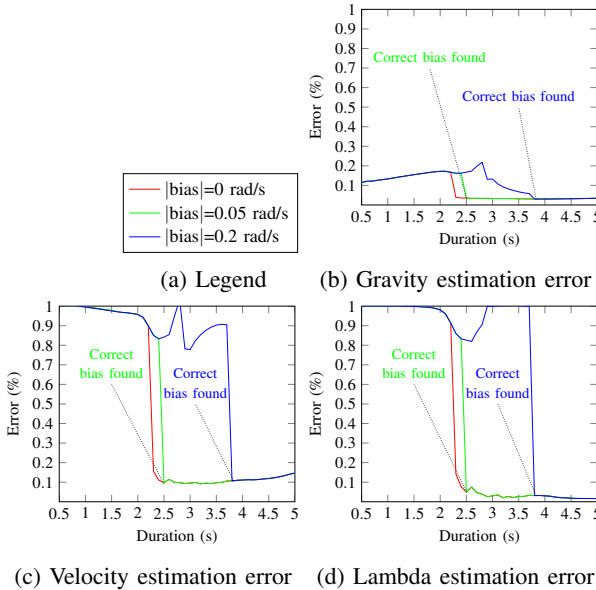 1
0.9
0.8
0.7
0.6
0.5
0.4
0.3
0.2
0.1
Error (%)
Correct bias found
Correct bias found
0.5 1 1.5 2 2.5 3 3.5 4 4.5 5
Duration (s)
|bias|=0 rad/s
|bias|=0.05 rad/s
|bias|=0.2 rad/s
(a) Legend
(b) Gravity estimation error
1
0.9
0.8
0.7
0.6
0.5
0.4
0.3
0.2
0.1
Error (%)
Correct
bias found
Correct
bias found
0.5 1 1.5 2 2.5 3 3.5 4 4.5 5
Duration (s)
(c) Velocity estimation error
1
0.9
0.8
0.7
0.6
0.5
0.4
0.3
0.2
0.1
Error (%)
Correct
bias found
Correct
bias found
0.5 1 1.5 2 2.5 3 3.5 4 4.5 5
Duration (s)
(d) Lambda estimation error